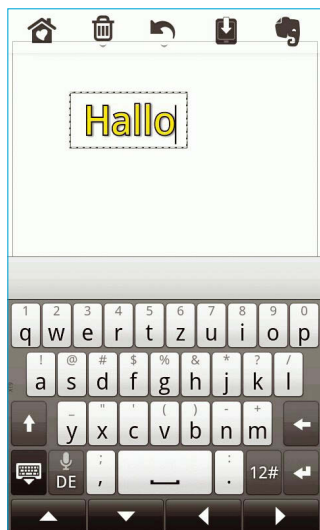 Hallo
1 2 3 4 5 6 7 8 9 0
q w e r t z u i o p
! @ # $ % & * ? /
a s d f g h j k l
_ " ' ( ) - +
y x c v b n m
; :
DE , . 12#